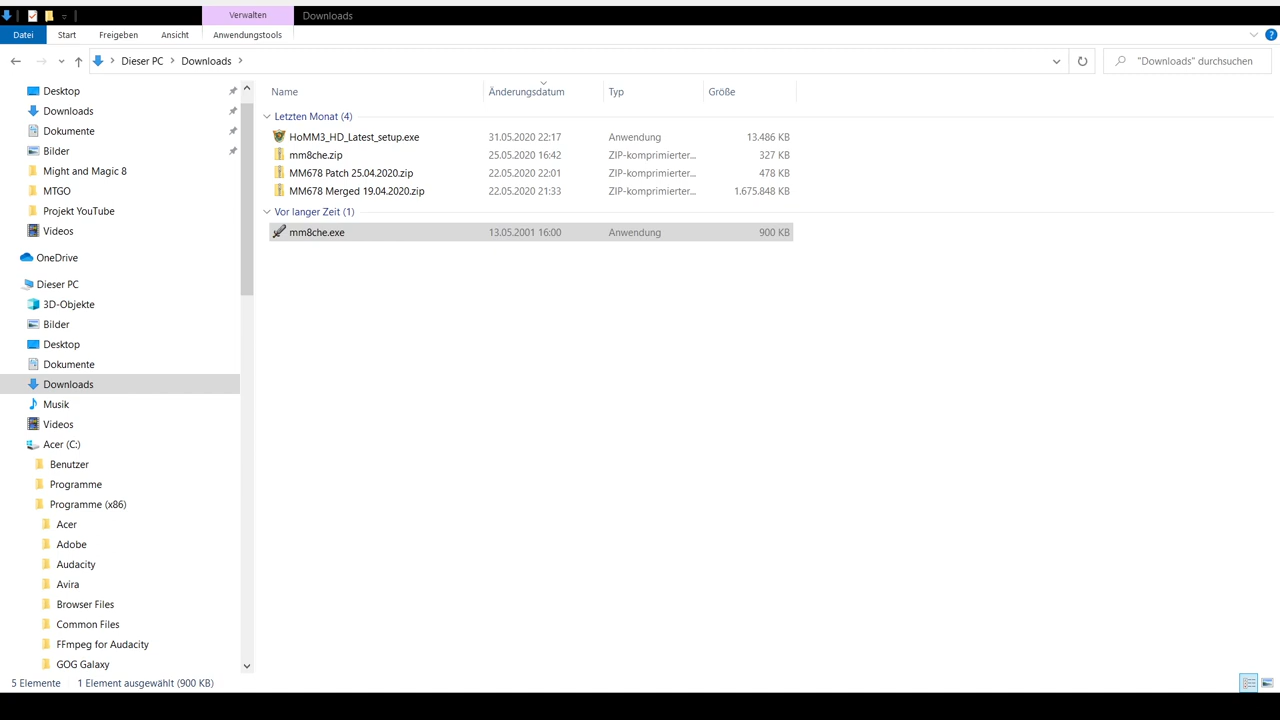 Verwalten
Downloads
Datei Start Freigeben Ansicht Anwendungstools
Dieser PC Downloads "Downloads" durchsuchen
Desktop
Downloads
Dokumente
Bilder
Might and Magic 8
MTGO
Projekt YouTube
Videos
OneDrive
Dieser PC
3D-Objekte
Bilder
Desktop
Dokumente
Downloads
Musik
Videos
Acer (C:)
Benutzer
Programme
Programme (x86)
Acer
Adobe
Audacity
Avira
Browser Files
Common Files
FFmpeg for Audacity
GOG Galaxy
Name Änderungsdatum Typ Größe
Letzten Monat (4)
HoMM3_HD_Latest_setup.exe 31.05.2020 22:17 Anwendung 13.486 KB
mm8che.zip 25.05.2020 16:42 ZIP-komprimierter... 327 KB
MM678 Patch 25.04.2020.zip 22.05.2020 22:01 ZIP-komprimierter... 478 KB
MM678 Merged 19.04.2020.zip 22.05.2020 21:33 ZIP-komprimierter... 1.675.848 KB
Vor langer Zeit (1)
mm8che.exe 13.05.2001 16:00 Anwendung 900 KB
5 Elemente 1 Element ausgewählt (900 KB)